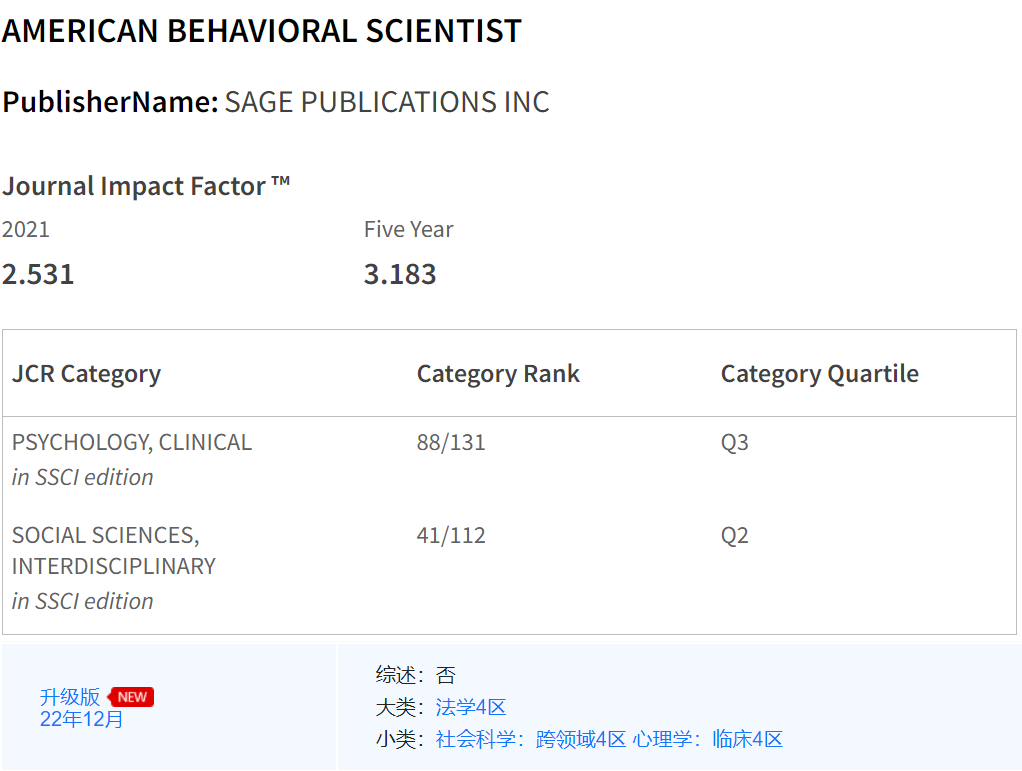 AMERICAN BEHAVIORAL SCIENTIST
PublisherName: SAGE PUBLICATIONS INC
Journal Impact Factor ™
2021 Five Year
2.531 3.183
JCR Category Category Rank Category Quartile
PSYCHOLOGY, CLINICAL 88/131 Q3
in SSCI edition
SOCIAL SCIENCES, 41/112 Q2
INTERDISCIPLINARY
in SSCI edition
升级版 NEW
22年12月
综述：否
大类：法学4区
小类：社会科学：跨领域4区 心理学：临床4区